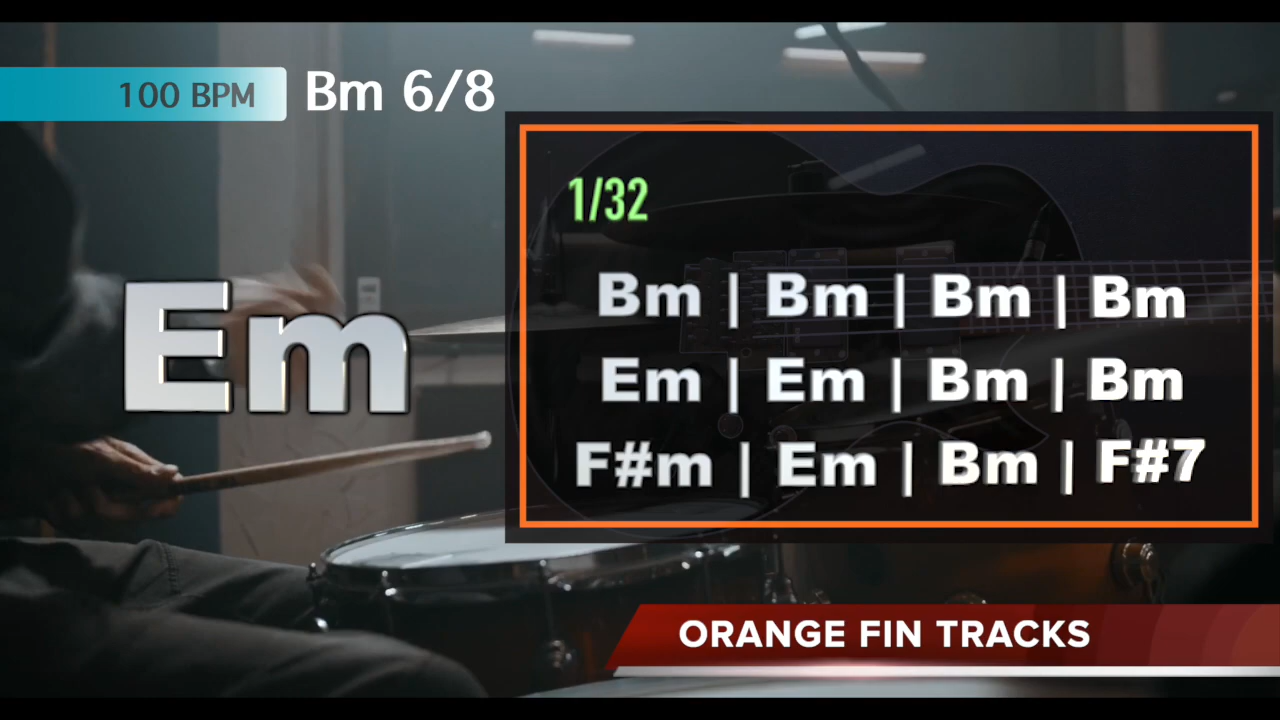 100 BPM Bm 6/8
1/32
Bm | Bm | Bm | Bm
Em
Em | Em | Bm | Bm
F#m | Em | Bm | F#7
ORANGE FIN TRACKS